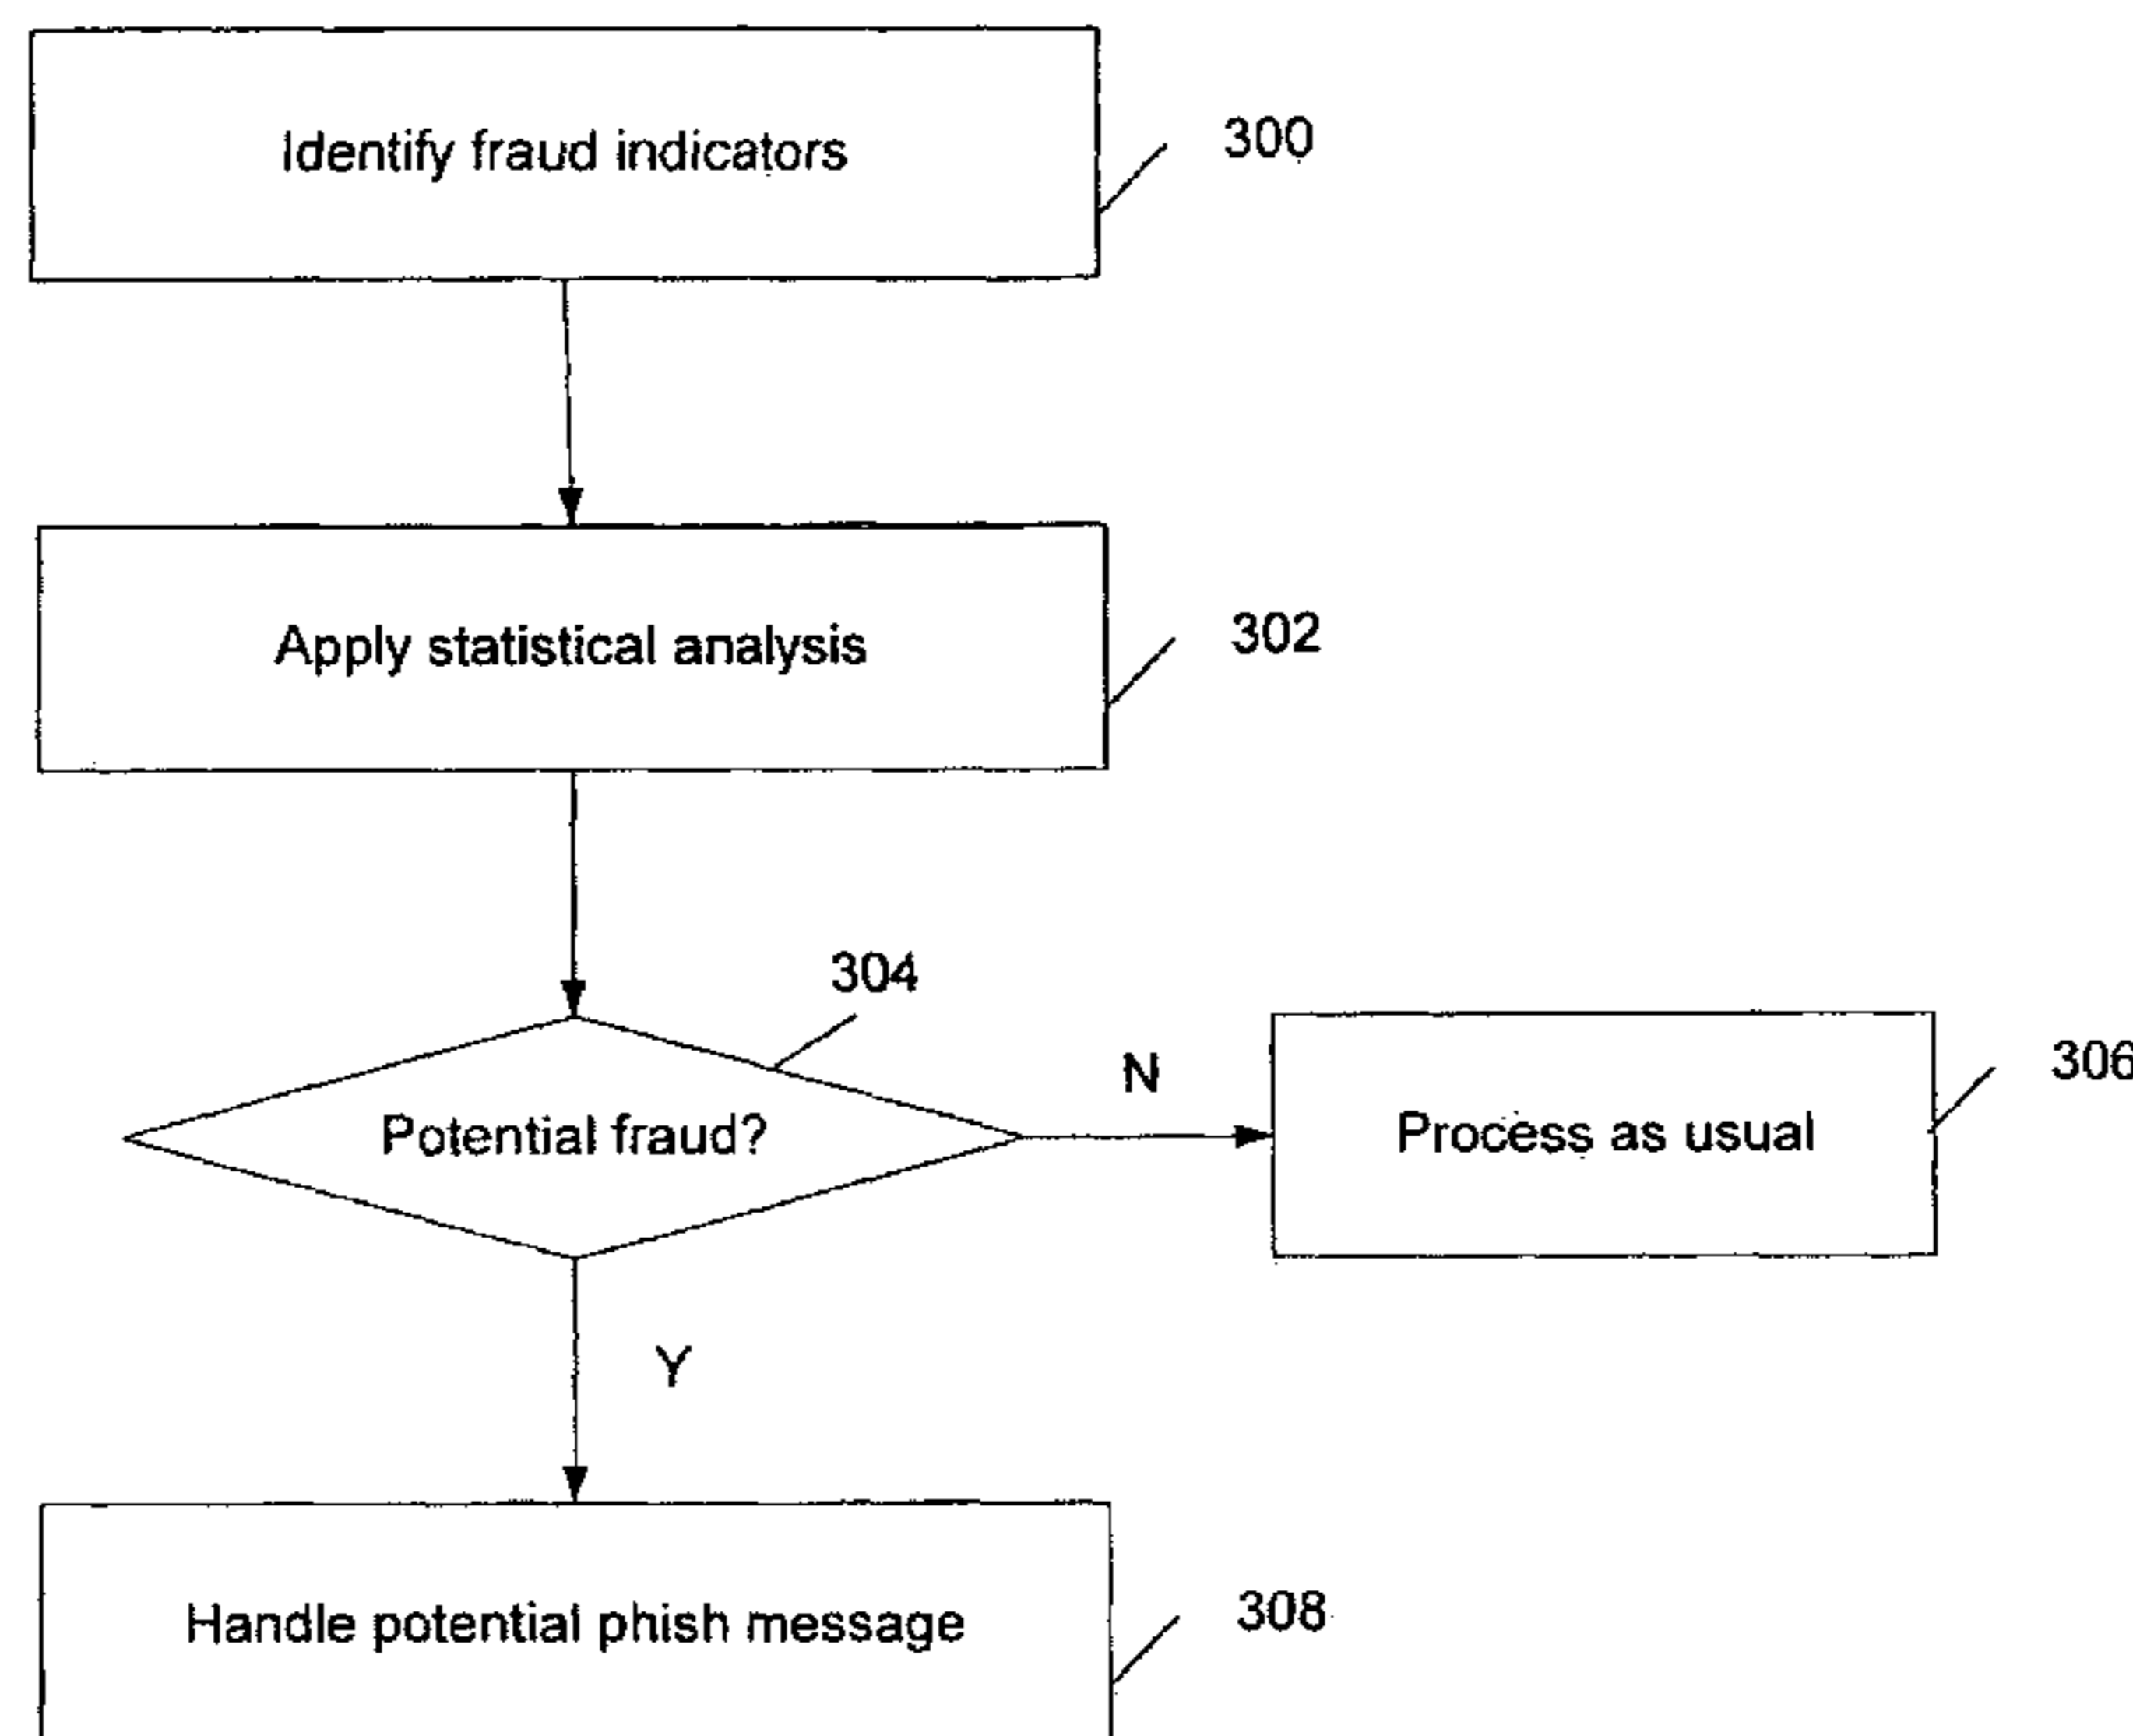 Identify fraud indicators
300
Apply statistical analysis
302
304
Potential fraud?
N
Process as usual
306
Y
Handle potential phish message
308